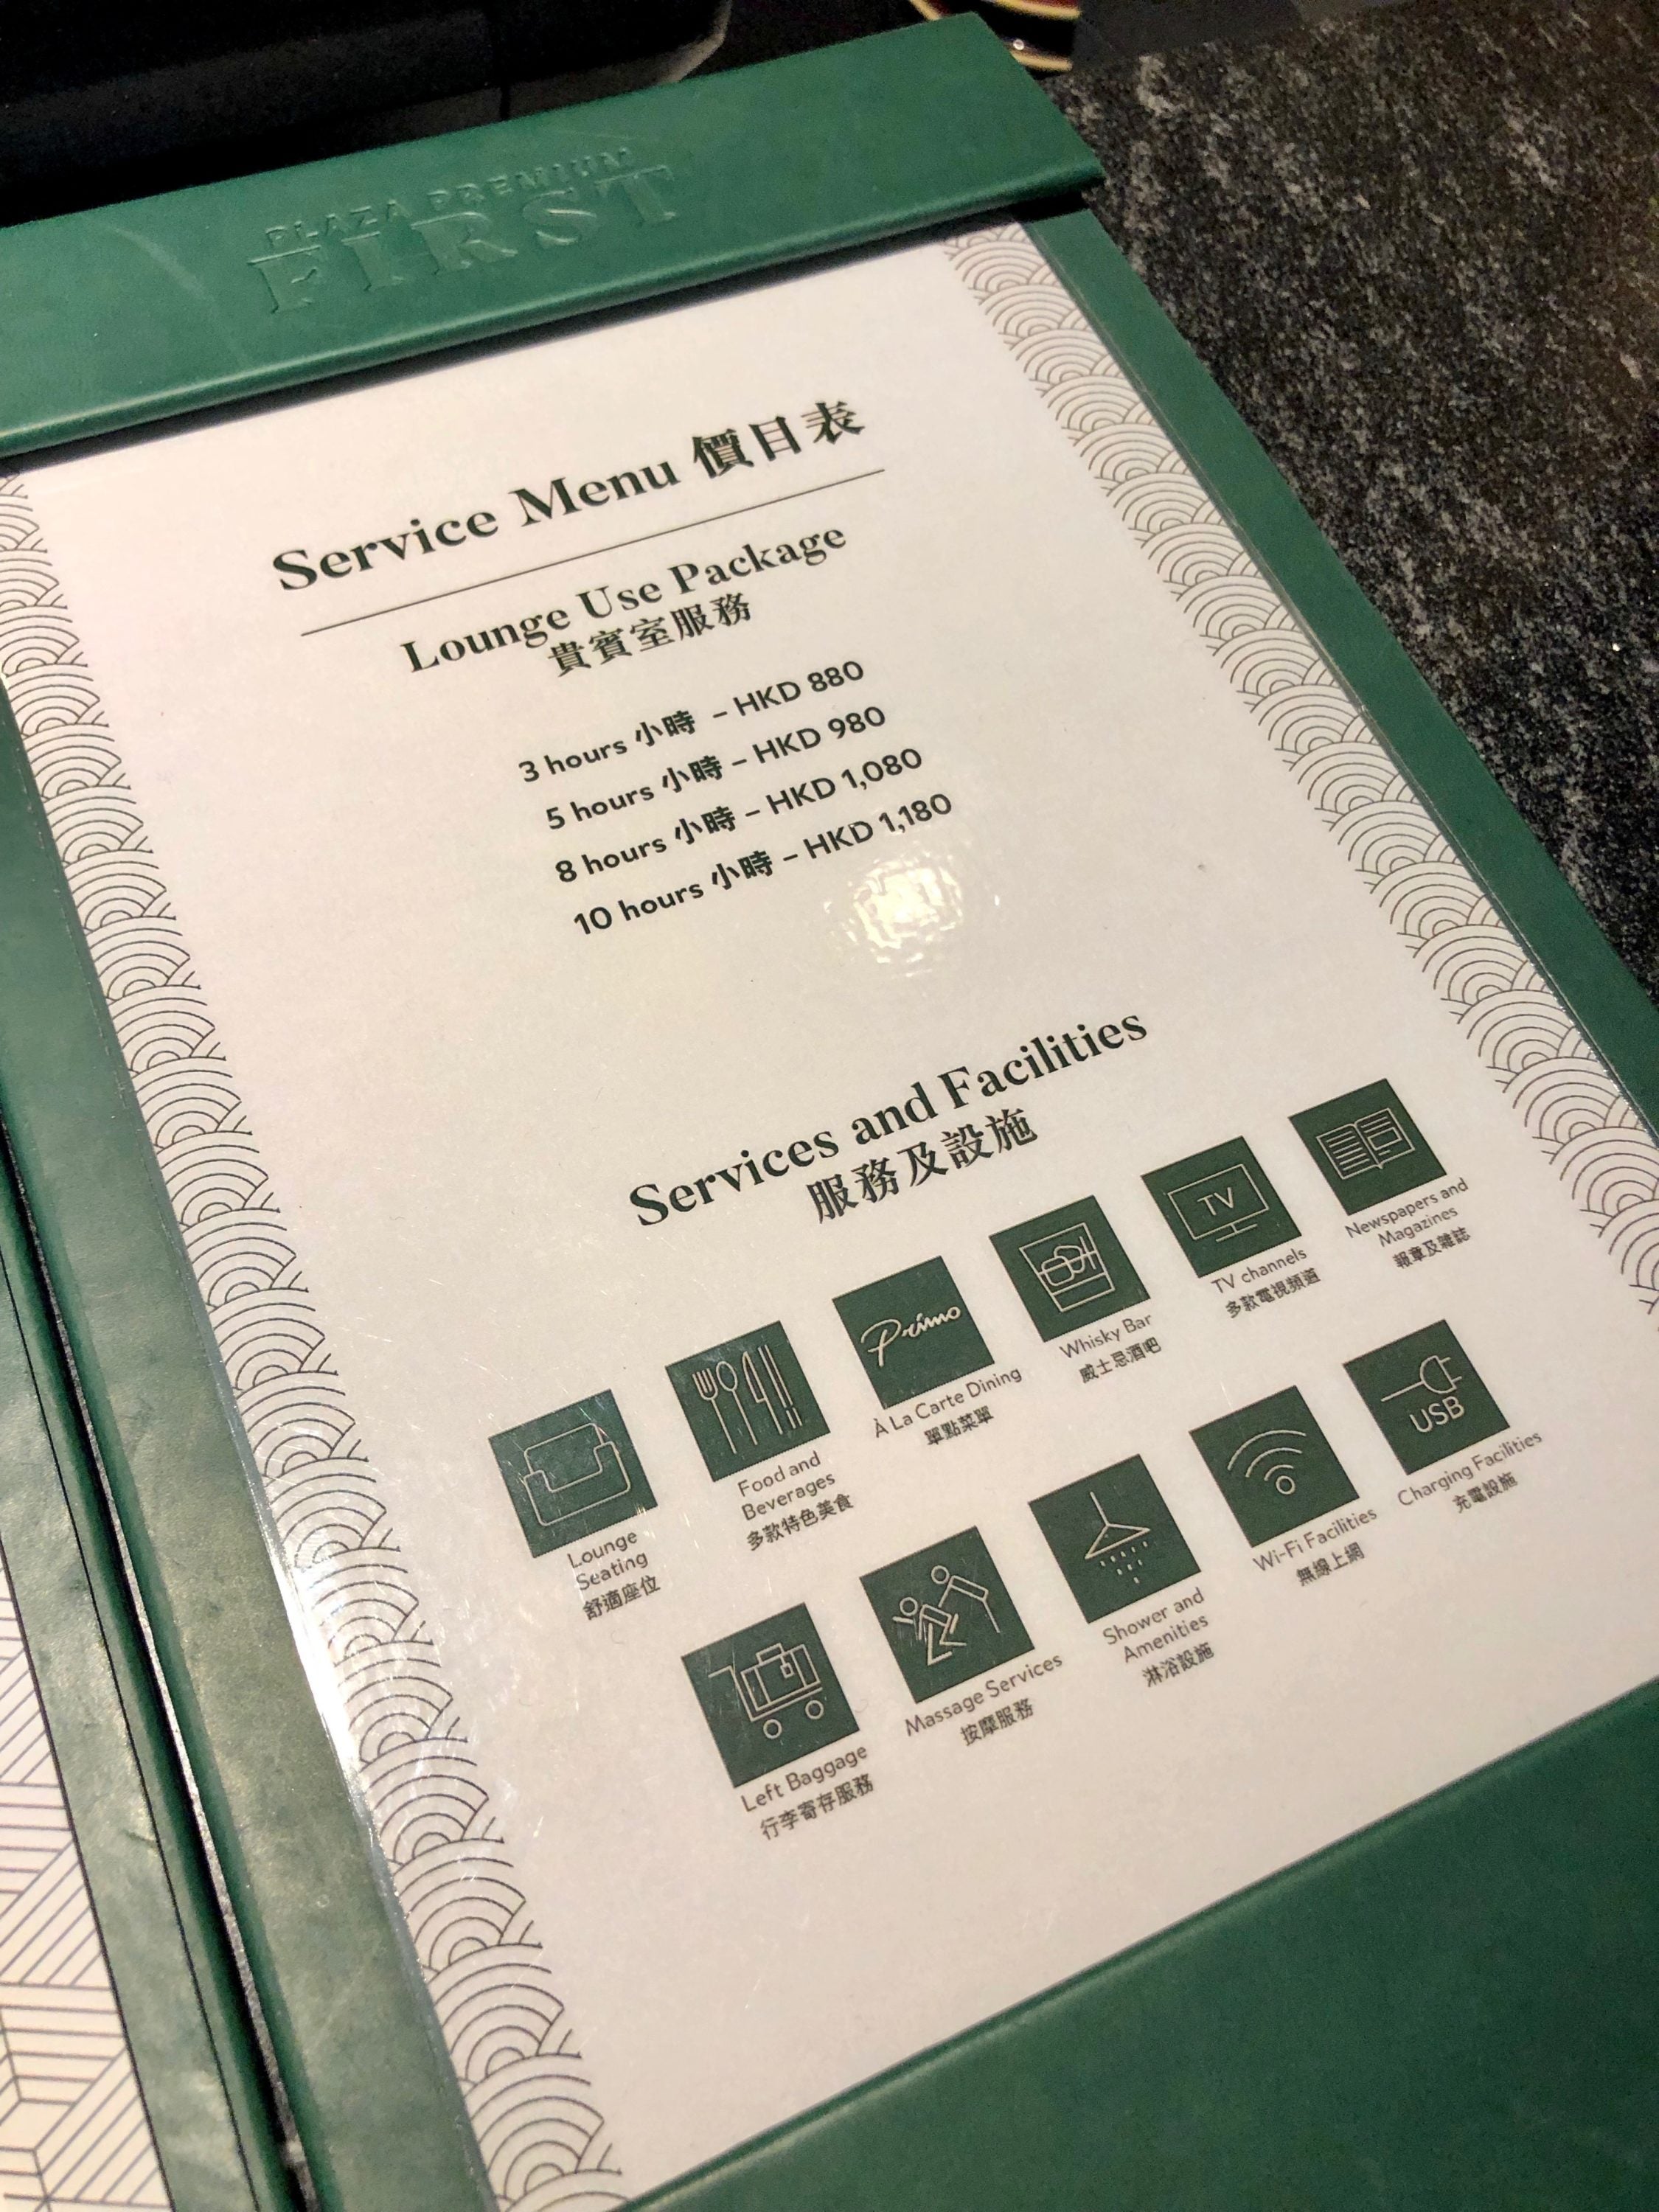 PLAZA PREMIUM
FIRST
Service Menu 價目表
Lounge Use Package
貴賓室服務
3 hours 小時 – HKD 880
5 hours 小時 – HKD 980
8 hours 小時 – HKD 1,080
10 hours 小時 – HKD 1,180
Services and Facilities
服務及設施
Lounge
Seating
舒適座位
Food and
Beverages
多款特色美食
Primo
À La Carte Dining
單點菜單
Whisky Bar
威士忌酒吧
TV
TV channels
多款電視頻道
Newspapers and
Magazines
報章及雜誌
Left Baggage
行李寄存服務
Massage Services
按摩服務
Shower and
Amenities
淋浴設施
Wi-Fi Facilities
無線上網
USB
Charging Facilities
充電設施